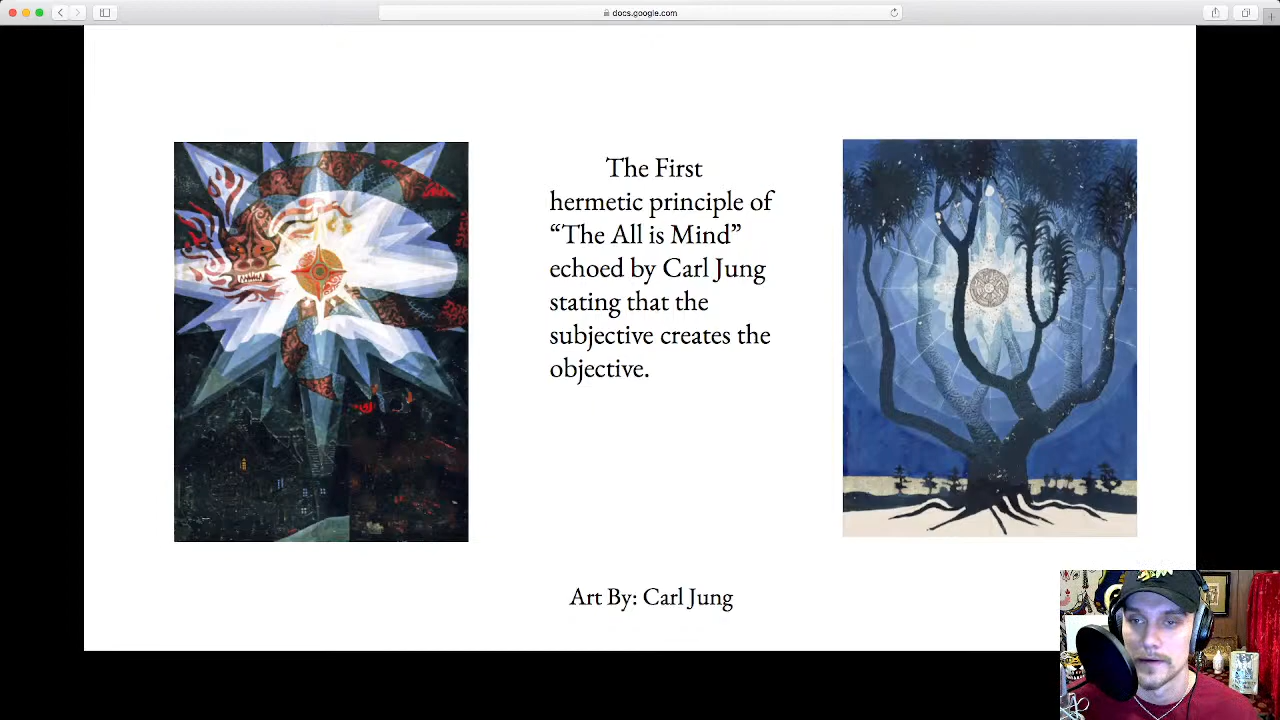 docs.google.com
The First
hermetic principle of
“The All is Mind”
echoed by Carl Jung
stating that the
subjective creates the
objective.
Art By: Carl Jung